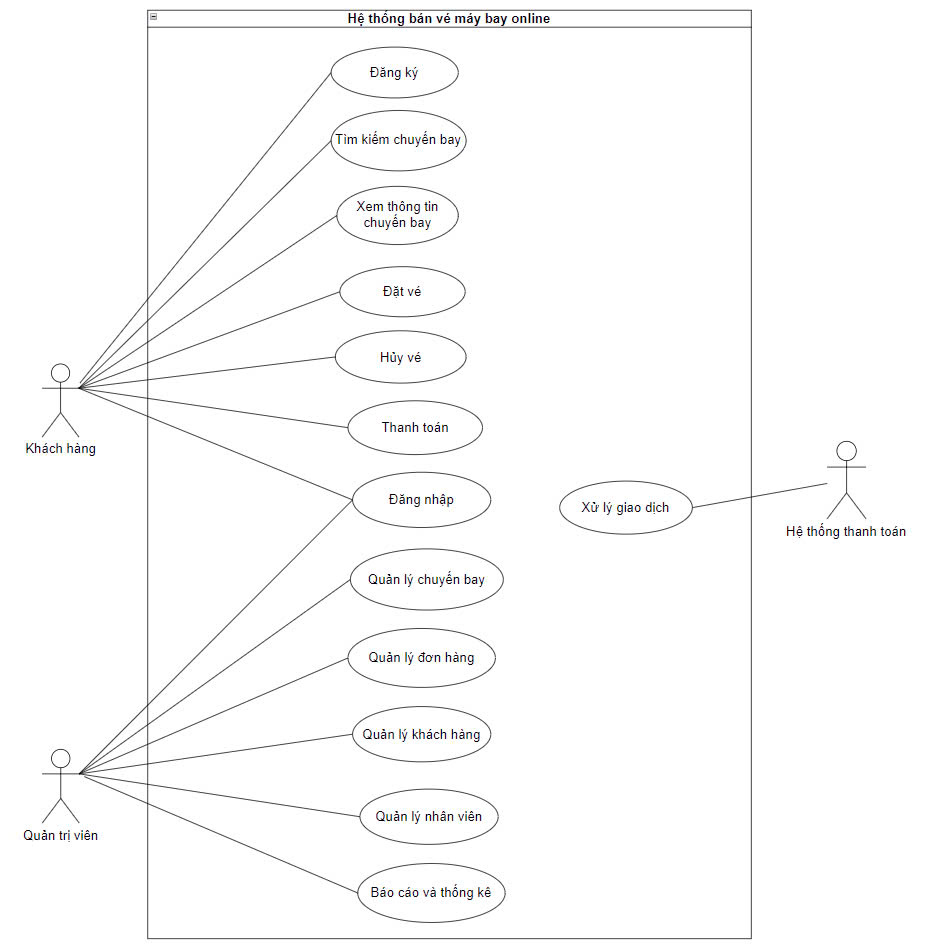 Hệ thống bán vé máy bay online
Đăng ký
Tìm kiếm chuyến bay
Xem thông tin
chuyến bay
Đặt vé
Hủy vé
Khách hàng
Thanh toán
Đăng nhập
Xử lý giao dịch
Hệ thống thanh toán
Quản lý chuyến bay
Quản lý đơn hàng
Quản lý khách hàng
Quản trị viên
Quản lý nhân viên
Báo cáo và thống kê